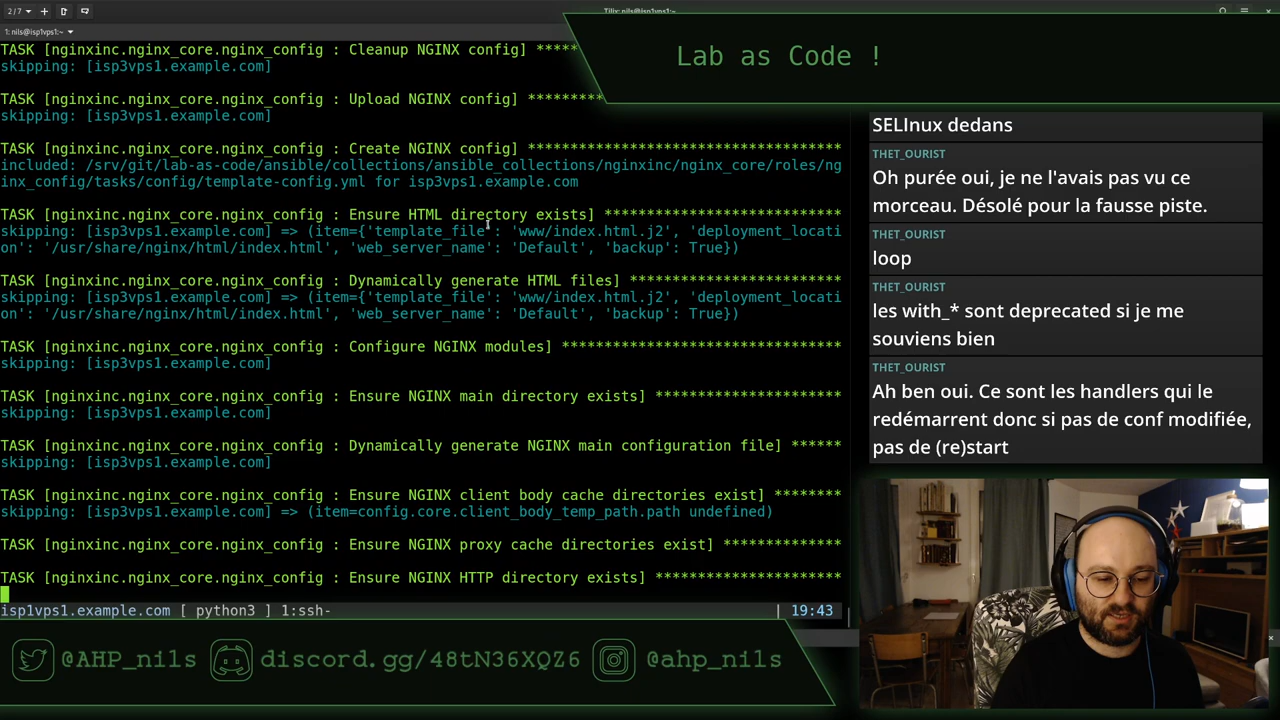 2/7
Tilix: nils@isp1vps1:~
1: nils@isp1vps1:~
TASK [nginxinc.nginx_core.nginx_config : Cleanup NGINX config] *****
skipping: [isp3vps1.example.com]
TASK [nginxinc.nginx_core.nginx_config : Upload NGINX config] *********
skipping: [isp3vps1.example.com]
TASK [nginxinc.nginx_core.nginx_config : Create NGINX config] *************************************
included: /srv/git/lab-as-code/ansible/collections/ansible_collections/nginxinc/nginx_core/roles/ng
inx_config/tasks/config/template-config.yml for isp3vps1.example.com
TASK [nginxinc.nginx_core.nginx_config : Ensure HTML directory exists] ****************************
skipping: [isp3vps1.example.com] => (item={'template_file': 'www/index.html.j2', 'deployment_locati
on': '/usr/share/nginx/html/index.html', 'web_server_name': 'Default', 'backup': True})
TASK [nginxinc.nginx_core.nginx_config : Dynamically generate HTML files] *************************
skipping: [isp3vps1.example.com] => (item={'template_file': 'www/index.html.j2', 'deployment_locati
on': '/usr/share/nginx/html/index.html', 'web_server_name': 'Default', 'backup': True})
TASK [nginxinc.nginx_core.nginx_config : Configure NGINX modules] *********************************
skipping: [isp3vps1.example.com]
TASK [nginxinc.nginx_core.nginx_config : Ensure NGINX main directory exists] **********************
skipping: [isp3vps1.example.com]
TASK [nginxinc.nginx_core.nginx_config : Dynamically generate NGINX main configuration file] ******
skipping: [isp3vps1.example.com]
TASK [nginxinc.nginx_core.nginx_config : Ensure NGINX client body cache directories exist] ********
skipping: [isp3vps1.example.com] => (item=config.core.client_body_temp_path.path undefined)
TASK [nginxinc.nginx_core.nginx_config : Ensure NGINX proxy cache directories exist] **************
TASK [nginxinc.nginx_core.nginx_config : Ensure NGINX HTTP directory exists] **********************
isp1vps1.example.com [ python3 ] 1:ssh- | 19:43
Lab as Code !
SELInux dedans
THET_OURIST
Oh purée oui, je ne l'avais pas vu ce
morceau. Désolé pour la fausse piste.
THET_OURIST
loop
THET_OURIST
les with_* sont deprecated si je me
souviens bien
THET_OURIST
Ah ben oui. Ce sont les handlers qui le
redémarrent donc si pas de conf modifiée,
pas de (re)start
@AHP_nils discord.gg/48tN36XQZ6 @ahp_nils